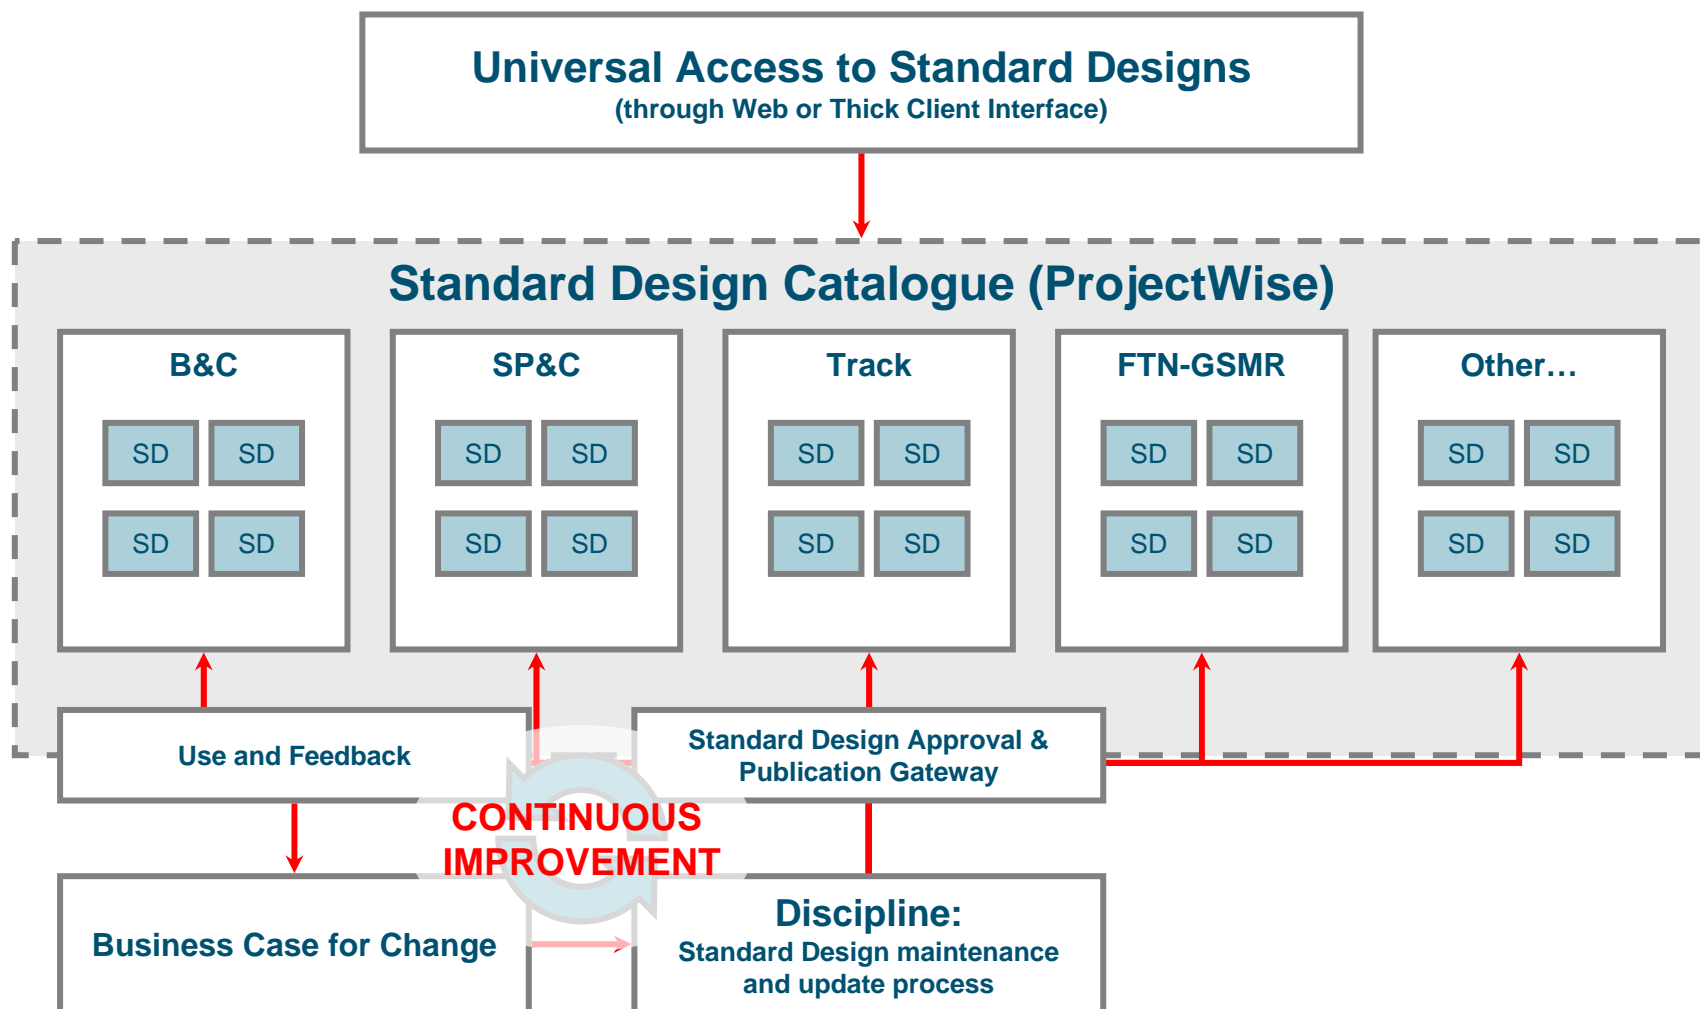 Universal Access to Standard Designs
(through Web or Thick Client Interface)
Standard Design Catalogue (ProjectWise)
B&C
SD SD
SD SD
SP&C
SD SD
SD SD
Track
SD SD
SD SD
FTN-GSMR
SD SD
SD SD
Other…
SD SD
SD SD
Use and Feedback
Standard Design Approval &
Publication Gateway
CONTINUOUS
IMPROVEMENT
Business Case for Change
Discipline:
Standard Design maintenance
and update process